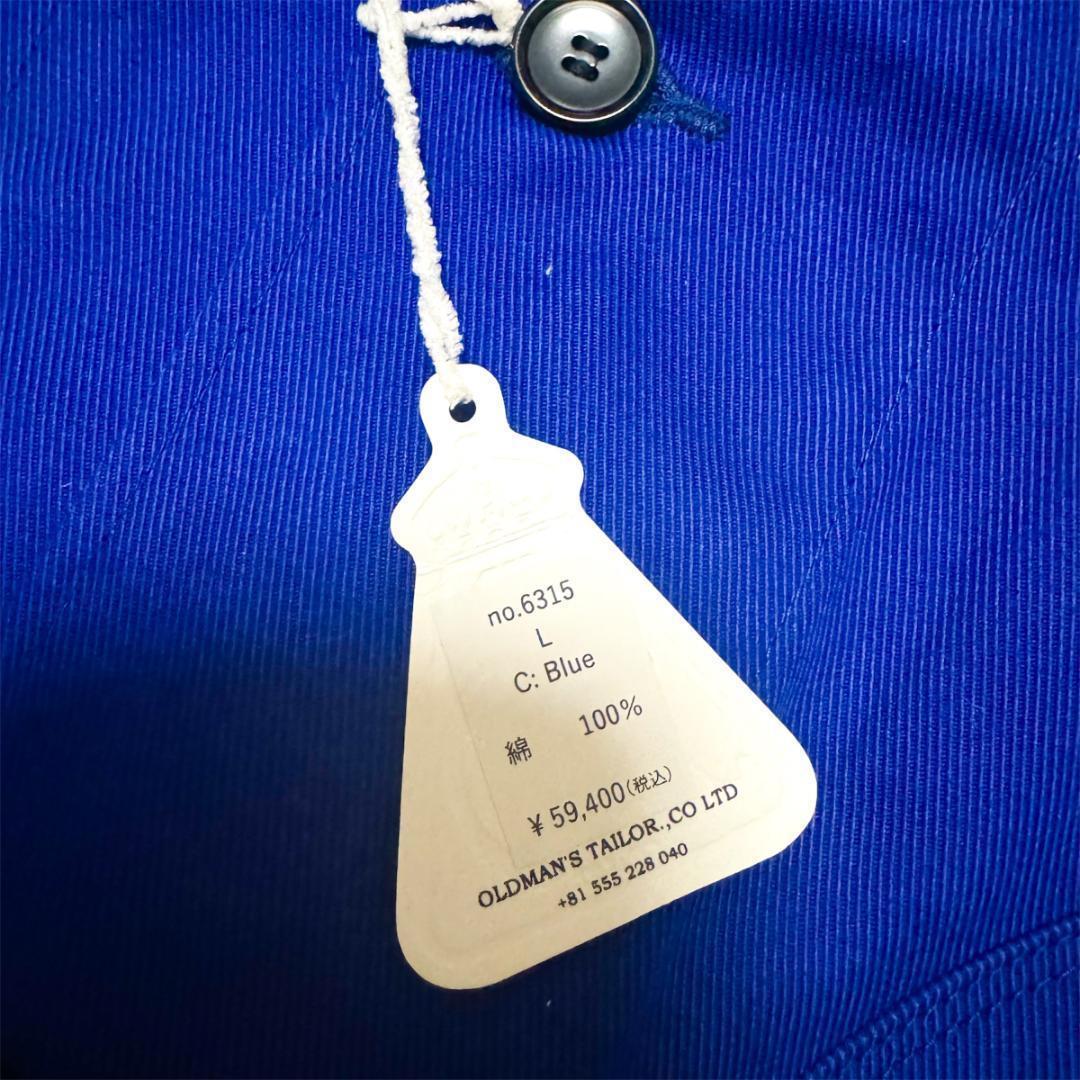 no.6315
L
C: Blue
綿 100%
¥ 59,400(税込)
OLDMAN'S TAILOR.,CO LTD
+81 555 228 040